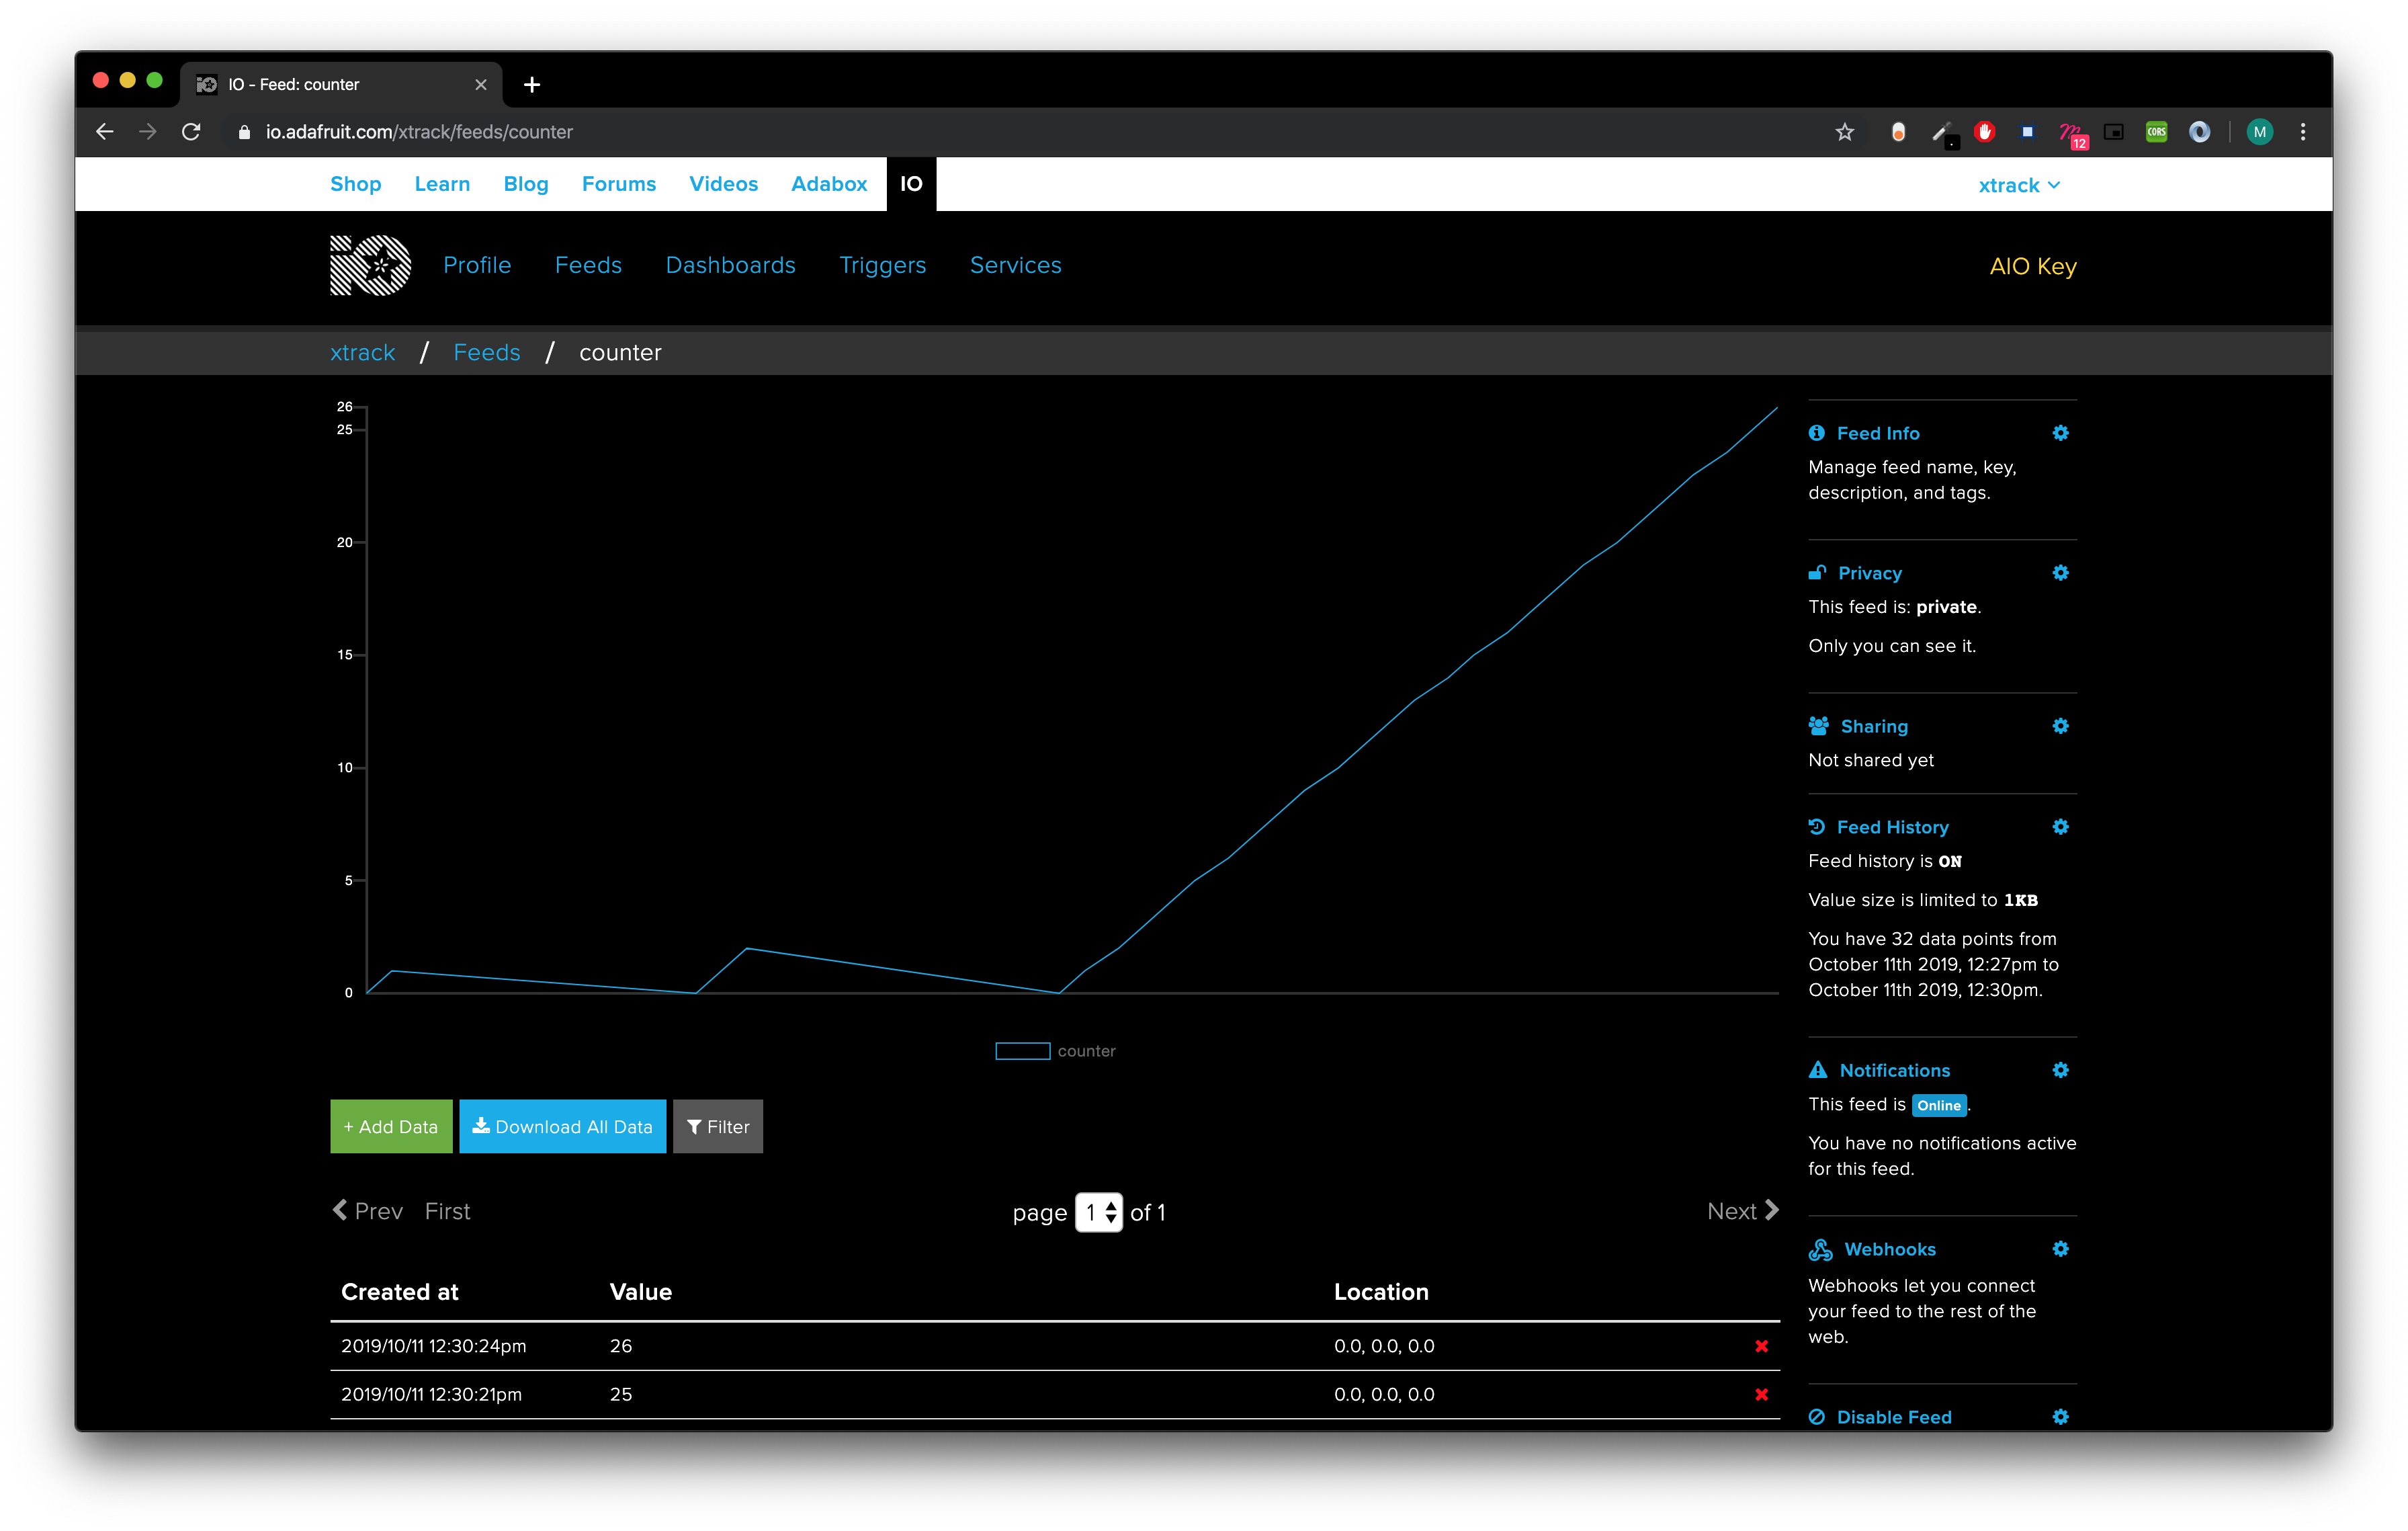 IO - Feed: counter
io.adafruit.com/xtrack/feeds/counter
12
CORS
M
Shop Learn Blog Forums Videos Adabox IO
xtrack
iO Profile Feeds Dashboards Triggers Services
AIO Key
xtrack / Feeds / counter
26
25
20
15
10
5
0
counter
+ Add Data Download All Data Filter
Prev First page 1 of 1 Next
Created at Value Location
2019/10/11 12:30:24pm 26 0.0, 0.0, 0.0
2019/10/11 12:30:21pm 25 0.0, 0.0, 0.0
Feed Info
Manage feed name, key,
description, and tags.
Privacy
This feed is: private.
Only you can see it.
Sharing
Not shared yet
Feed History
Feed history is ON
Value size is limited to 1KB
You have 32 data points from
October 11th 2019, 12:27pm to
October 11th 2019, 12:30pm.
Notifications
This feed is Online.
You have no notifications active
for this feed.
Webhooks
Webhooks let you connect
your feed to the rest of the
web.
Disable Feed